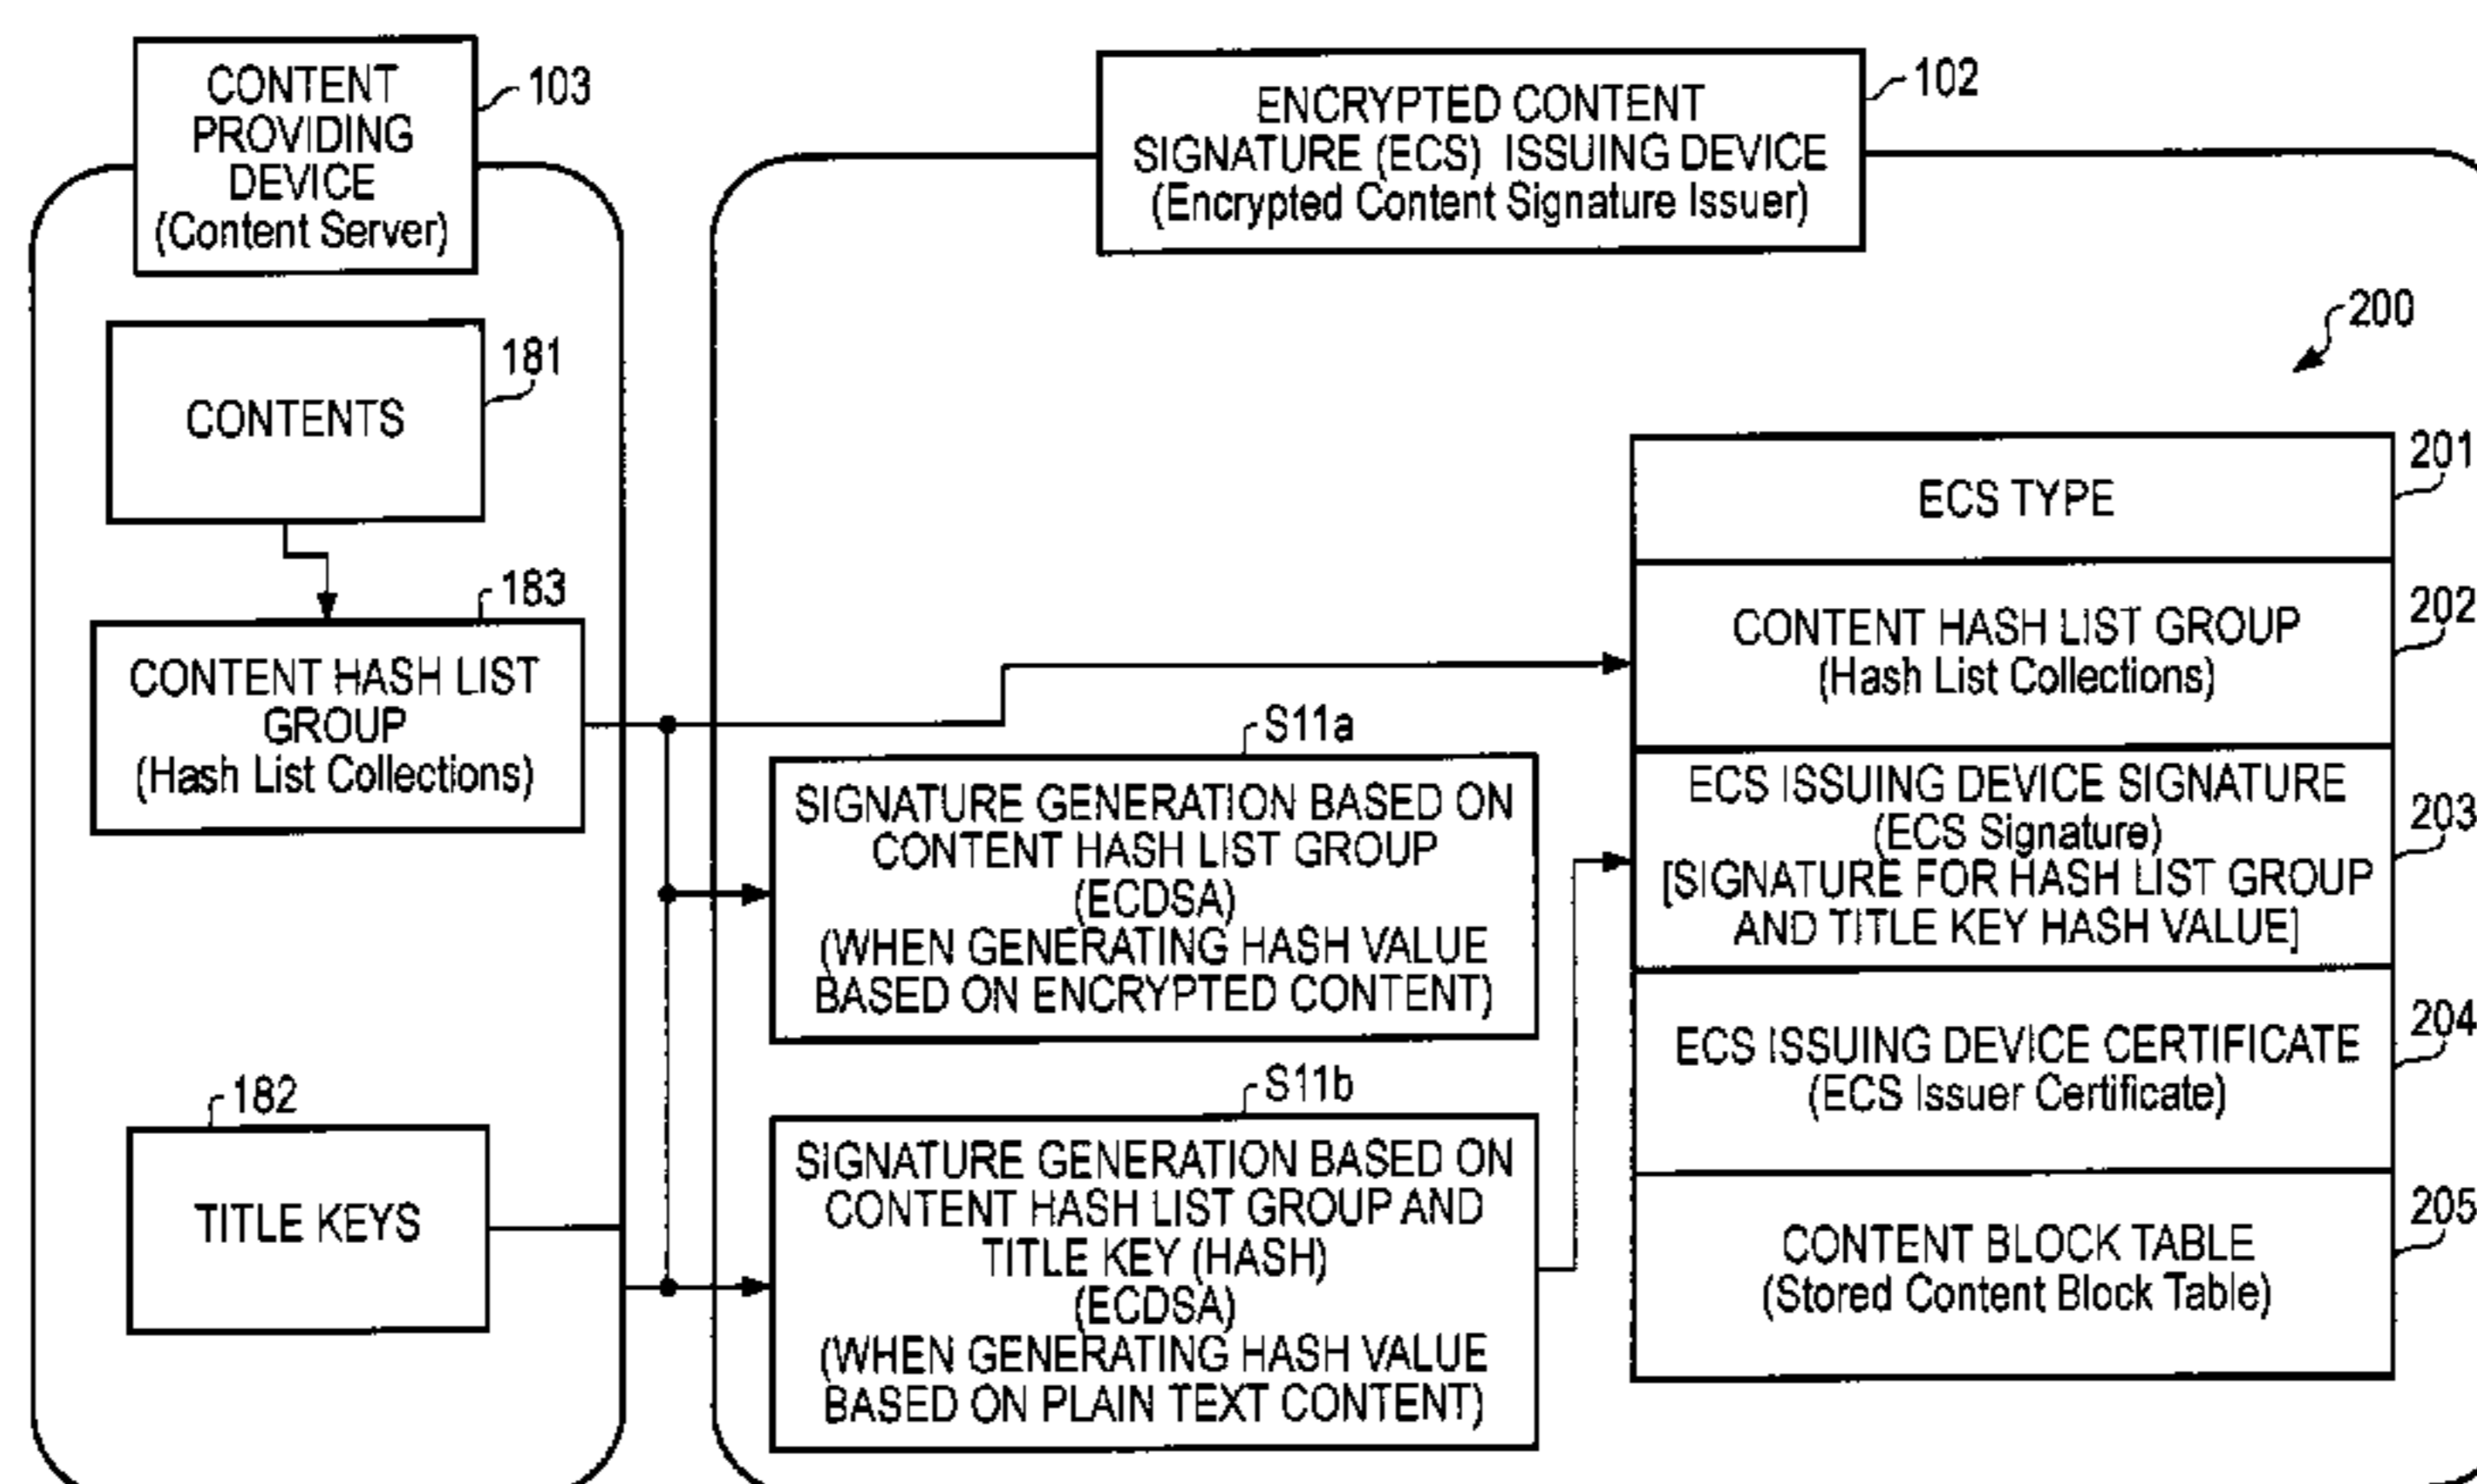 CONTENT
PROVIDING
DEVICE
(Content Server)
103
ENCRYPTED CONTENT
SIGNATURE (ECS) ISSUING DEVICE
(Encrypted Content Signature Issuer)
102
200
CONTENTS
181
CONTENT HASH LIST
GROUP
(Hash List Collections)
183
TITLE KEYS
182
S11a
SIGNATURE GENERATION BASED ON
CONTENT HASH LIST GROUP
(ECDSA)
(WHEN GENERATING HASH VALUE
BASED ON ENCRYPTED CONTENT)
S11b
SIGNATURE GENERATION BASED ON
CONTENT HASH LIST GROUP AND
TITLE KEY (HASH)
(ECDSA)
(WHEN GENERATING HASH VALUE
BASED ON PLAIN TEXT CONTENT)
ECS TYPE
201
CONTENT HASH LIST GROUP
(Hash List Collections)
202
ECS ISSUING DEVICE SIGNATURE
(ECS Signature)
[SIGNATURE FOR HASH LIST GROUP
AND TITLE KEY HASH VALUE]
203
ECS ISSUING DEVICE CERTIFICATE
(ECS Issuer Certificate)
204
CONTENT BLOCK TABLE
(Stored Content Block Table)
205